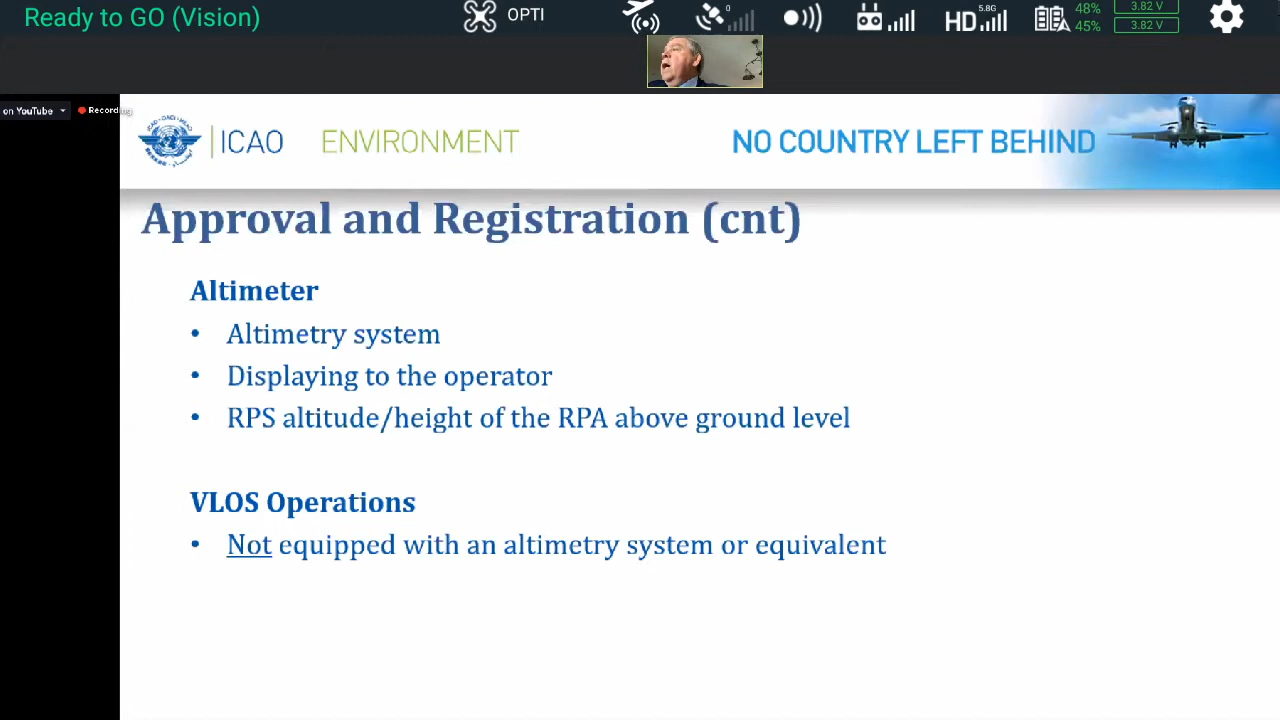 Ready to GO (Vision)
OPTI
0
5.8G
HD
48%
45%
3.82 V
3.82 V
on YouTube
Recording
ICAO
ENVIRONMENT
NO COUNTRY LEFT BEHIND
Approval and Registration (cnt)
Altimeter
• Altimetry system
• Displaying to the operator
• RPS altitude/height of the RPA above ground level
VLOS Operations
• Not equipped with an altimetry system or equivalent